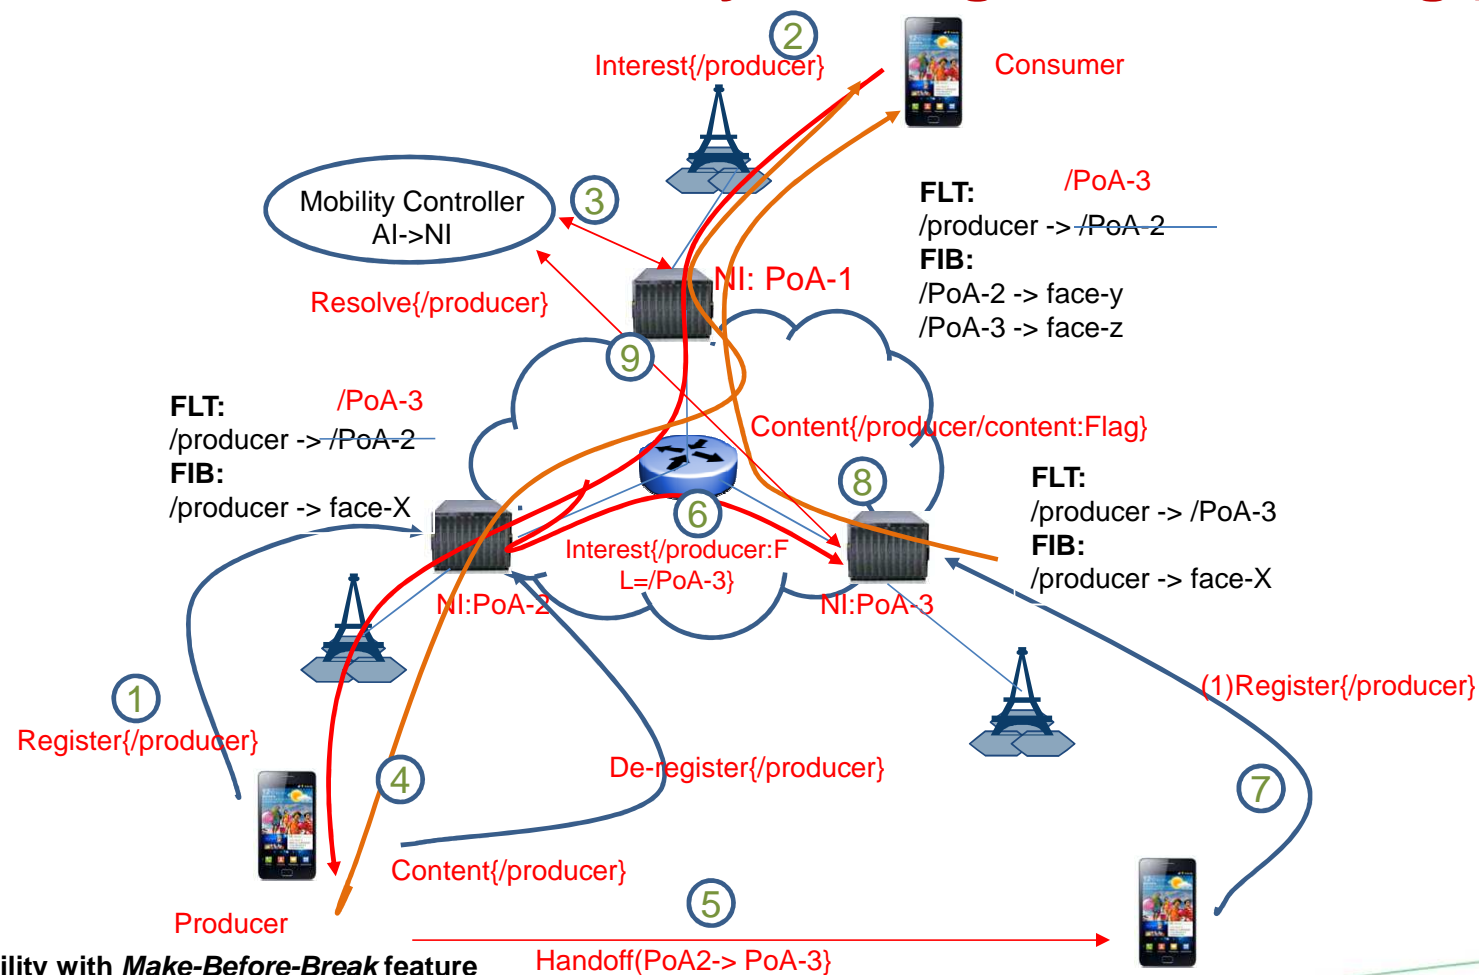 2
Interest{/producer}
Consumer
Mobility Controller
AI->NI
3
/PoA-3
FLT:
/producer -> /PoA-2
FIB:
/PoA-2 -> face-y
/PoA-3 -> face-z
NI: PoA-1
Resolve{/producer}
9
/PoA-3
FLT:
/producer -> /PoA-2
FIB:
/producer -> face-X
Content{/producer/content:Flag}
8
6
Interest{/producer:F
L=/PoA-3}
FLT:
/producer -> /PoA-3
FIB:
/producer -> face-X
NI:PoA-2
NI:PoA-3
1
Register{/producer}
(1)Register{/producer}
4
De-register{/producer}
7
Content{/producer}
5
Producer
Handoff(PoA2-> PoA-3}
ility with Make-Before-Break feature